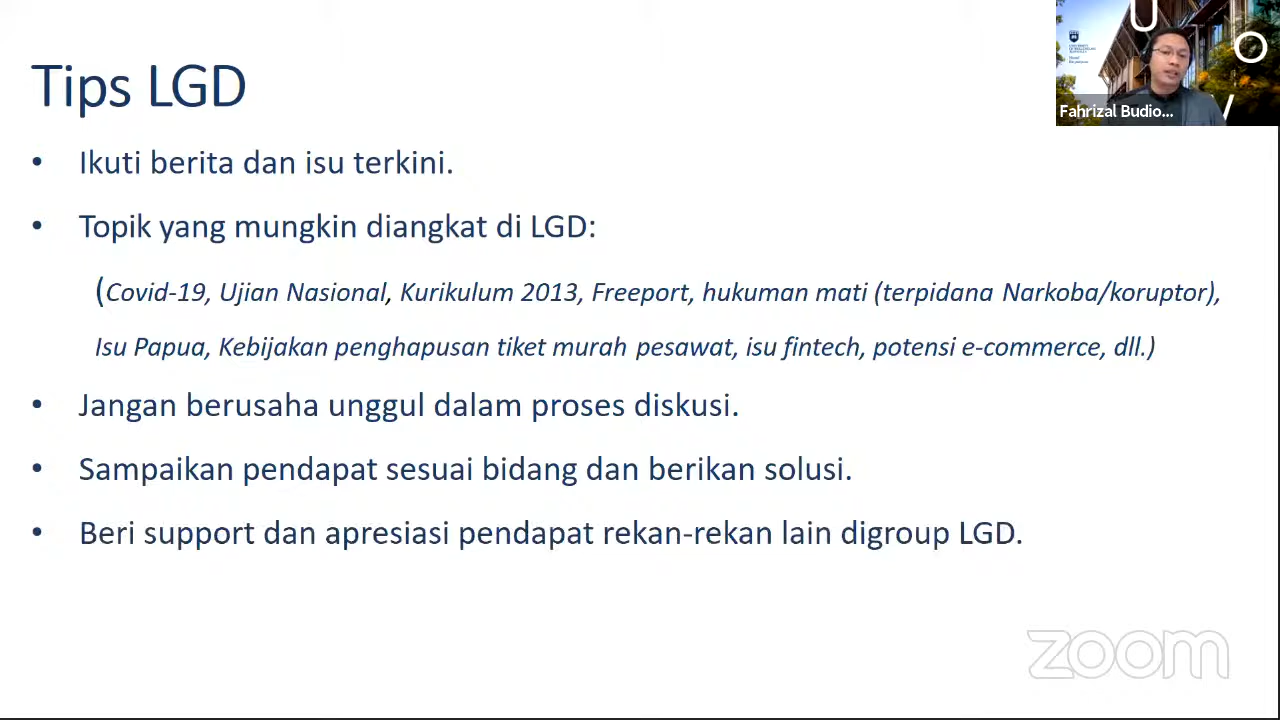 Tips LGD
• Ikuti berita dan isu terkini.
• Topik yang mungkin diangkat di LGD:
(Covid-19, Ujian Nasional, Kurikulum 2013, Freeport, hukuman mati (terpidana Narkoba/koruptor),
Isu Papua, Kebijakan penghapusan tiket murah pesawat, isu fintech, potensi e-commerce, dll.)
• Jangan berusaha unggul dalam proses diskusi.
• Sampaikan pendapat sesuai bidang dan berikan solusi.
• Beri support dan apresiasi pendapat rekan-rekan lain digroup LGD.
U
O
V
Fahrizal Budio...
zoom